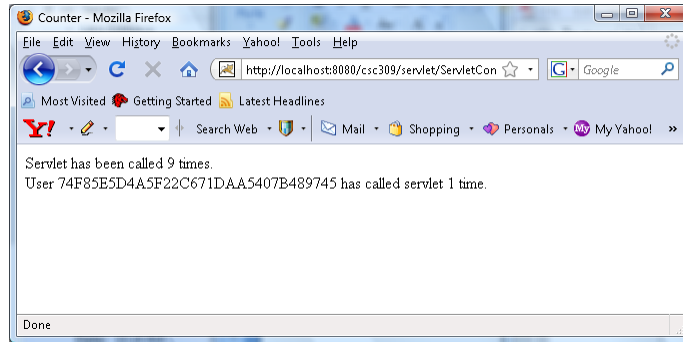 Counter - Mozilla Firefox
File Edit View History Bookmarks Yahoo! Tools Help
http://localhost:8080/csc309/servlet/ServletCon
G Google
Most Visited Getting Started Latest Headlines
Y! Search Web Mail Shopping Personals My My Yahoo! »
Servlet has been called 9 times.
User 74F85E5D4A5F22C671DAA5407B489745 has called servlet 1 time.
Done